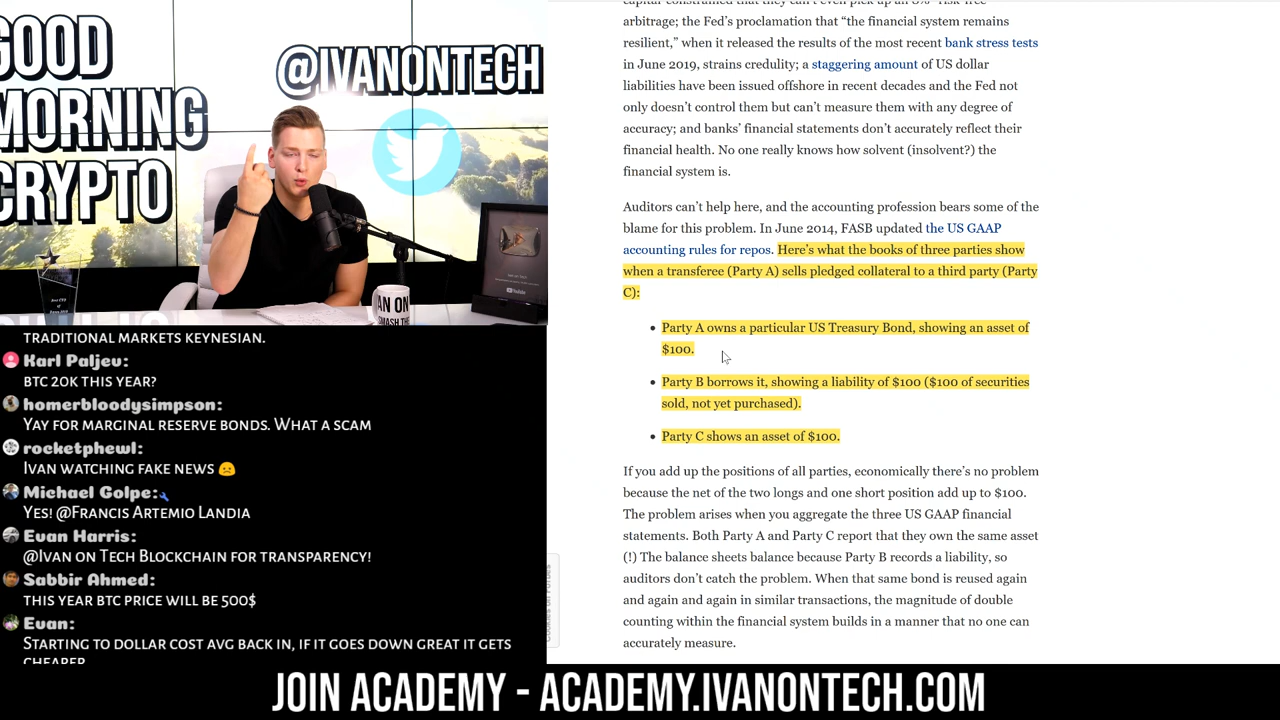 GOOD
MORNING
CRYPTO
@IVANONTECH
YouTube
AN ON
SMASH THE
TRADITIONAL MARKETS KEYNESIAN.
Karl Paljev:
BTC 20K THIS YEAR?
homerbloodysimpson:
YAY FOR MARGINAL RESERVE BONDS. WHAT A SCAM
rocketphewl:
IVAN WATCHING FAKE NEWS
Michael Golpe:
YES! @FRANCIS ARTEMIO LANDIA
Evan Harris:
@IVAN ON TECH BLOCKCHAIN FOR TRANSPARENCY!
Sabbir Ahmed:
THIS YEAR BTC PRICE WILL BE 500$
Evan:
STARTING TO DOLLAR COST AVG BACK IN, IF IT GOES DOWN GREAT IT GETS
CHEAPER
arbitrage; the Fed's proclamation that “the financial system remains
resilient,” when it released the results of the most recent bank stress tests
in June 2019, strains credulity; a staggering amount of US dollar
liabilities have been issued offshore in recent decades and the Fed not
only doesn't control them but can't measure them with any degree of
accuracy; and banks' financial statements don't accurately reflect their
financial health. No one really knows how solvent (insolvent?) the
financial system is.
Auditors can't help here, and the accounting profession bears some of the
blame for this problem. In June 2014, FASB updated the US GAAP
accounting rules for repos. Here's what the books of three parties show
when a transferee (Party A) sells pledged collateral to a third party (Party
C):
• Party A owns a particular US Treasury Bond, showing an asset of
$100.
• Party B borrows it, showing a liability of $100 ($100 of securities
sold, not yet purchased).
• Party C shows an asset of $100.
If you add up the positions of all parties, economically there's no problem
because the net of the two longs and one short position add up to $100.
The problem arises when you aggregate the three US GAAP financial
statements. Both Party A and Party C report that they own the same asset
(!) The balance sheets balance because Party B records a liability, so
auditors don't catch the problem. When that same bond is reused again
and again and again in similar transactions, the magnitude of double
counting within the financial system builds in a manner that no one can
accurately measure.
JOIN ACADEMY - ACADEMY.IVANONTECH.COM